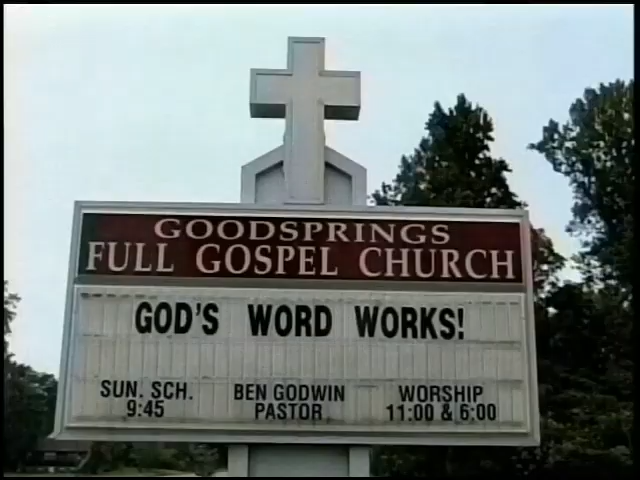 GOODSPRINGS
FULL GOSPEL CHURCH
GOD'S WORD WORKS!
SUN. SCH. BEN GODWIN WORSHIP
9:45 PASTOR 11:00 & 6:00